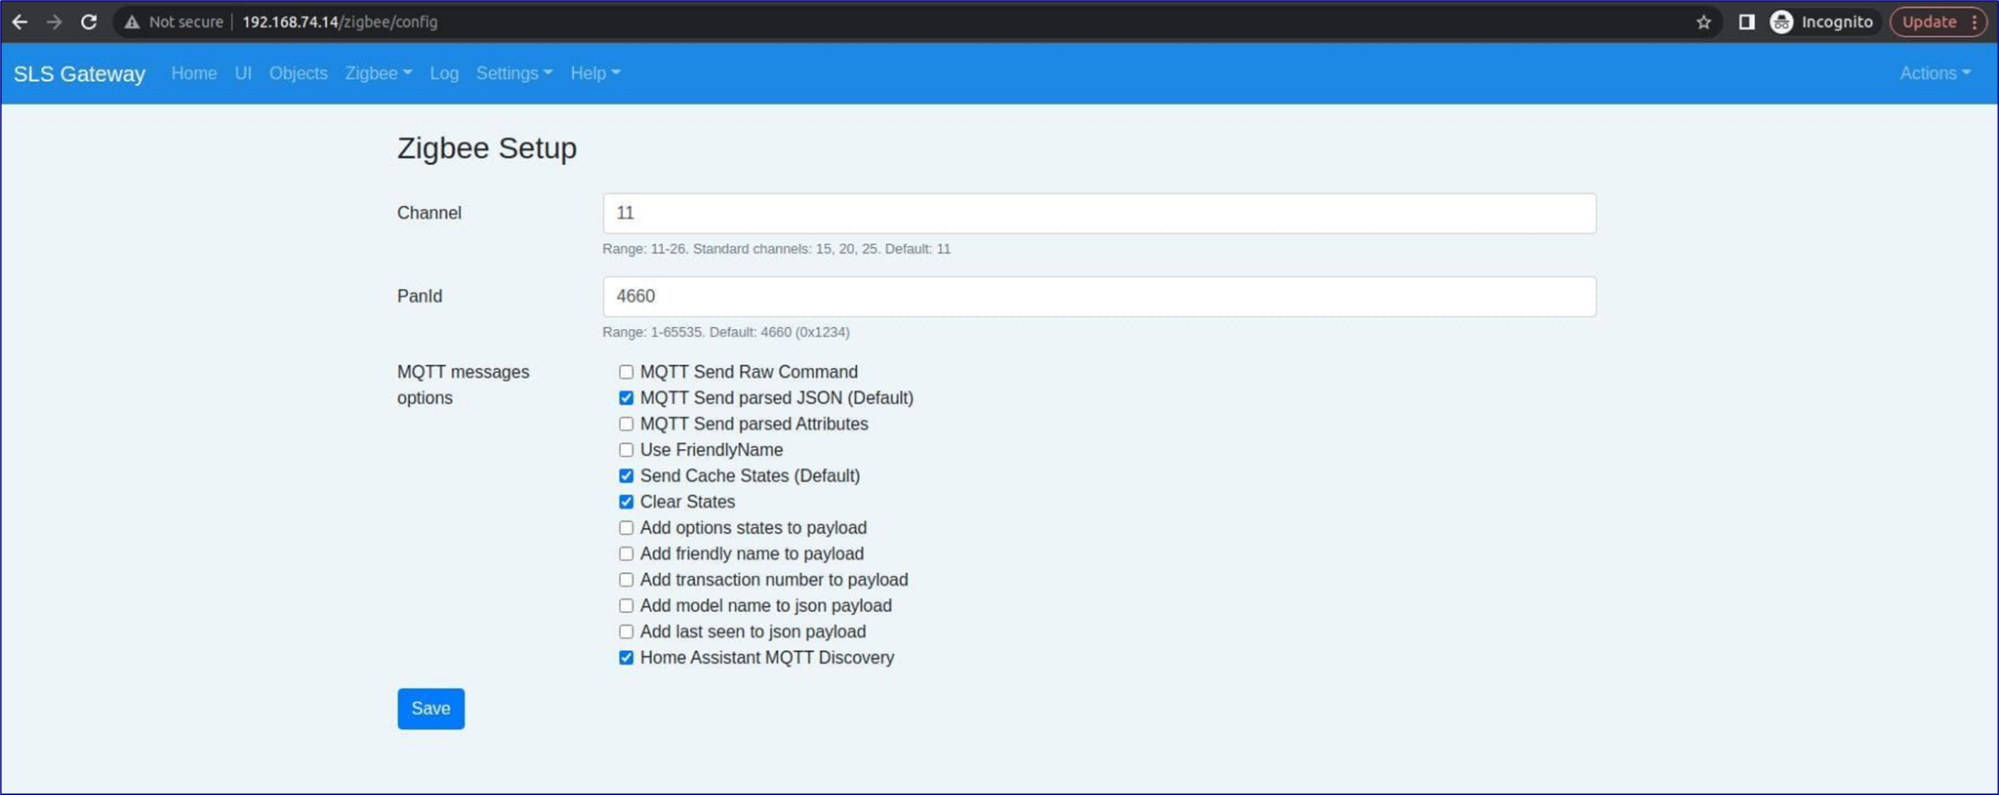 Not secure | 192.168.74.14/zigbee/config Incognito Update
SLS Gateway Home UI Objects Zigbee Log Settings Help Actions
Zigbee Setup
Channel 11
Range: 11-26. Standard channels: 15, 20, 25. Default: 11
PanId 4660
Range: 1-65535. Default: 4660 (0x1234)
MQTT messages options
MQTT Send Raw Command
MQTT Send parsed JSON (Default)
MQTT Send parsed Attributes
Use FriendlyName
Send Cache States (Default)
Clear States
Add options states to payload
Add friendly name to payload
Add transaction number to payload
Add model name to json payload
Add last seen to json payload
Home Assistant MQTT Discovery
Save